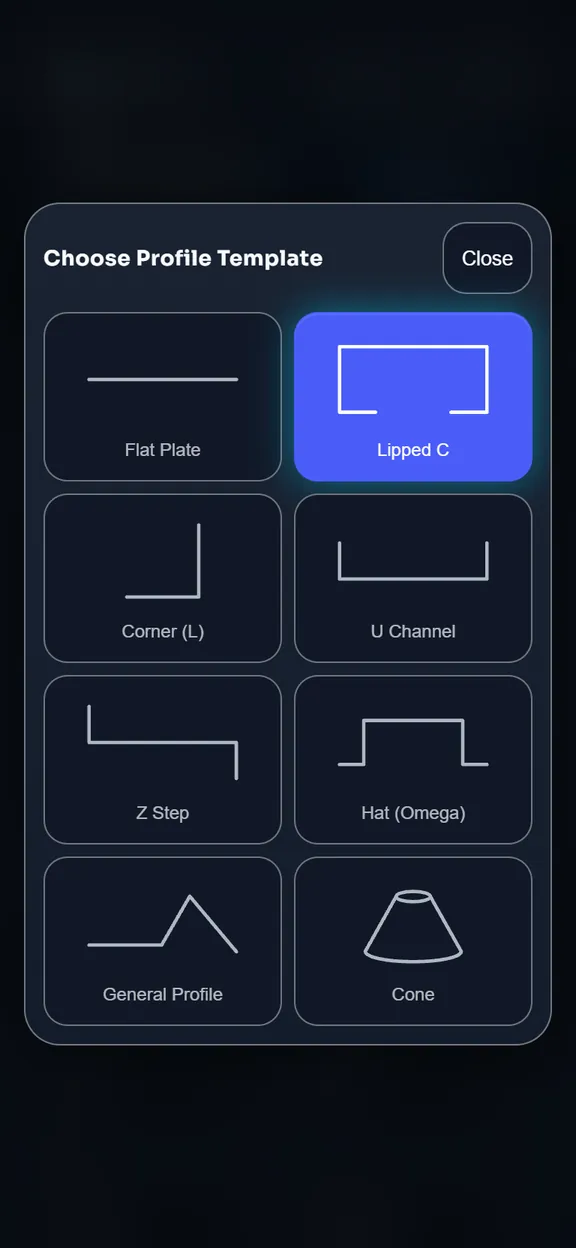 Choose Profile Template
Close
Flat Plate
Lipped C
Corner (L)
U Channel
Z Step
Hat (Omega)
General Profile
Cone